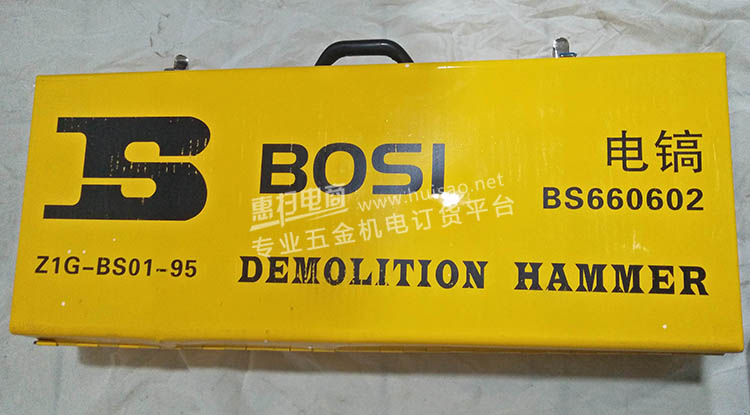 BS
BOSI
电镐
BS660602
惠扫电商 www.huisao.net
专业五金机电订货平台
Z1G-BS01-95
DEMOLITION HAMMER